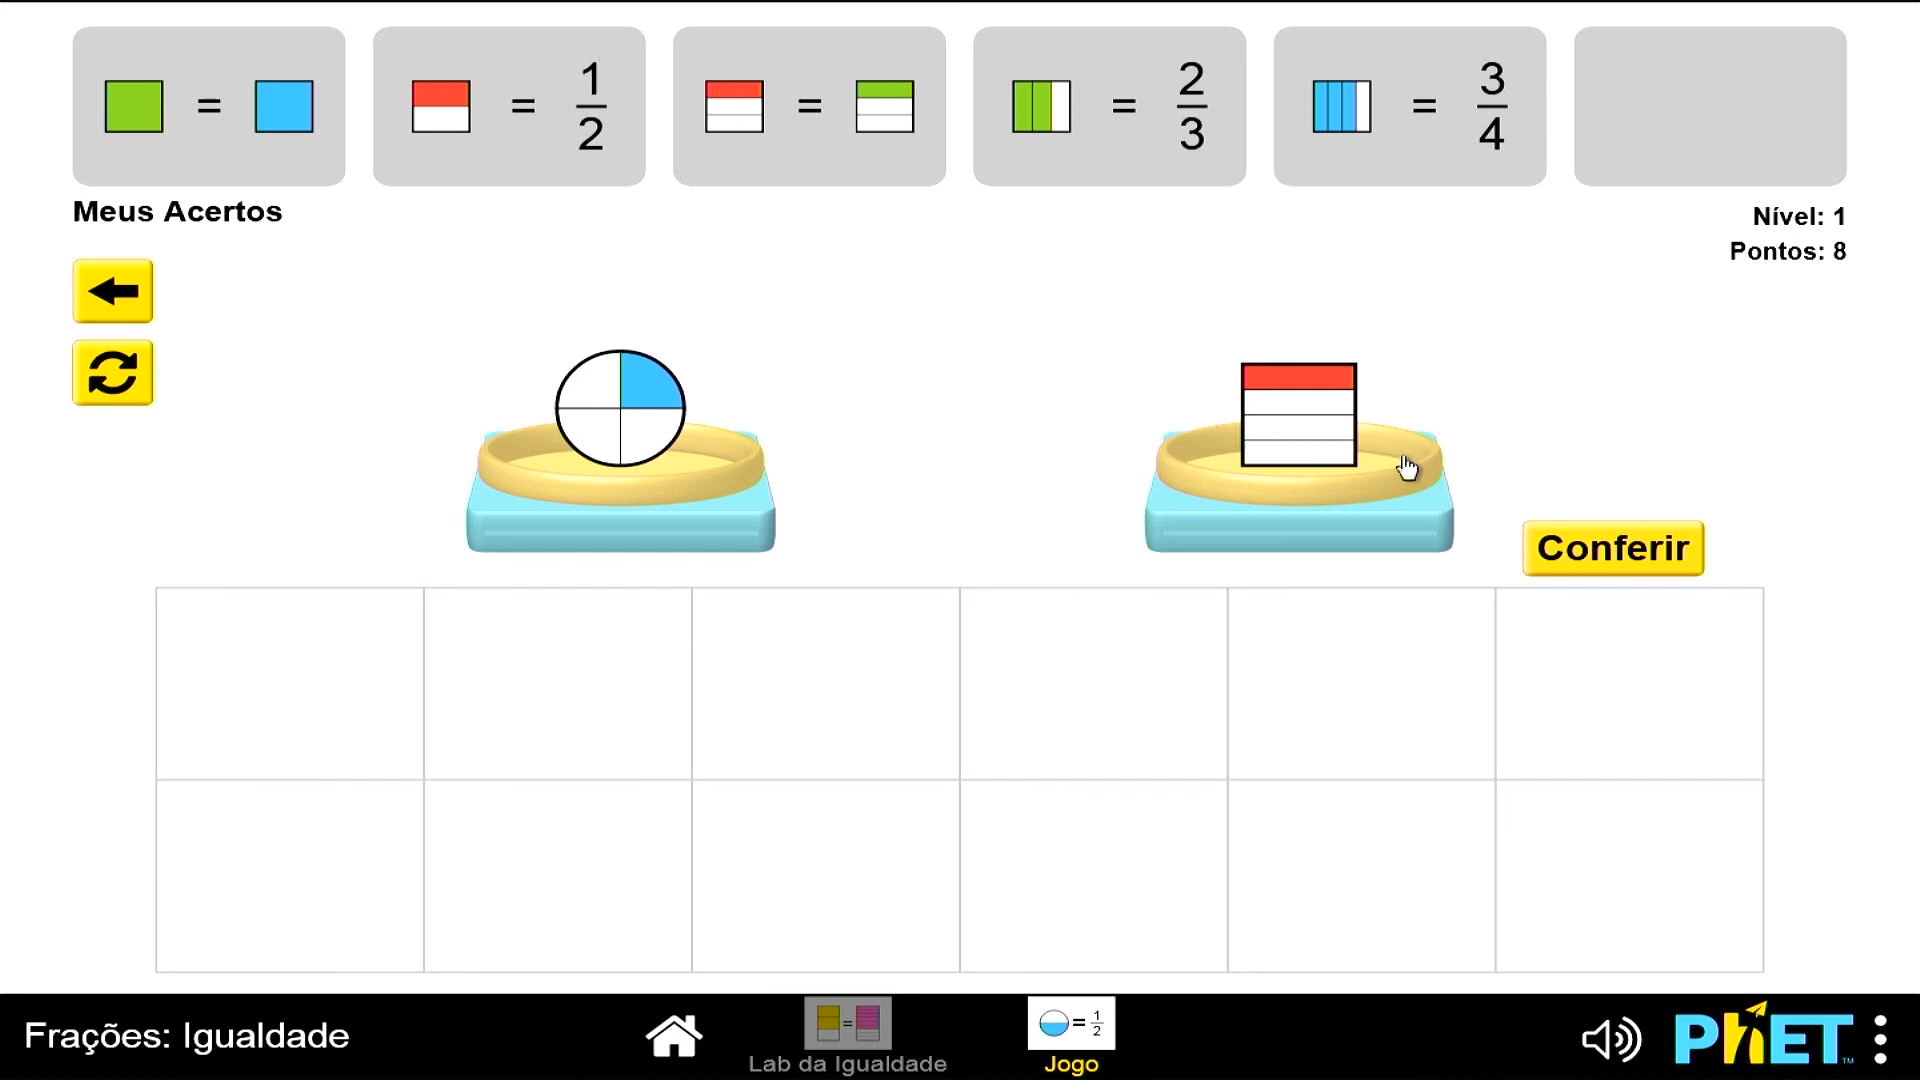 =
= 1/2
=
= 2/3
= 3/4
Meus Acertos
Nível: 1
Pontos: 8
Conferir
Frações: Igualdade
=
Lab da Igualdade
= 1/2
Jogo
PhET™